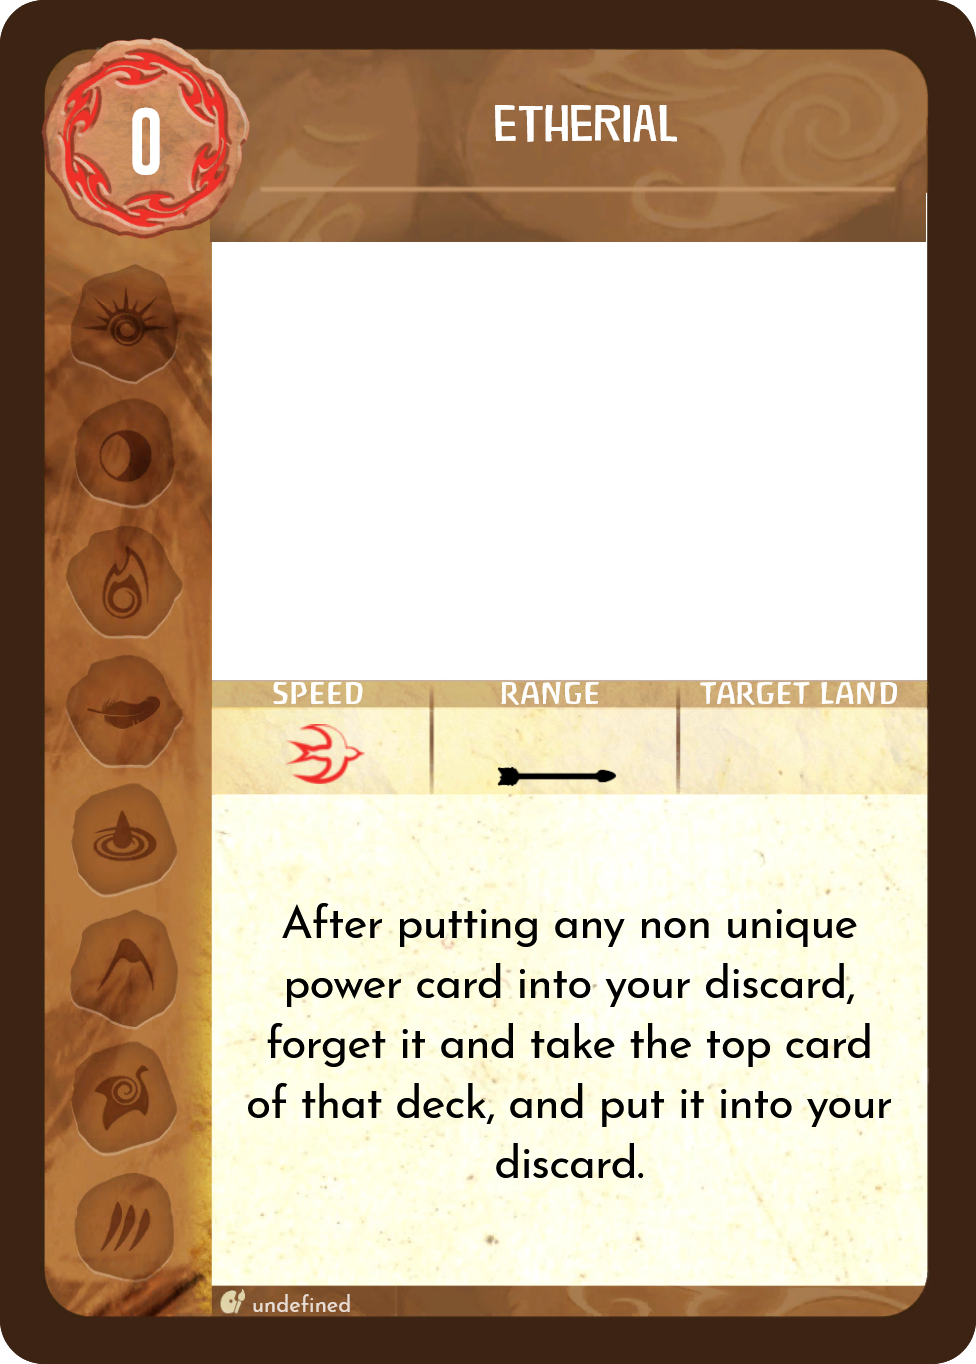 0
ETHERIAL
SPEED RANGE TARGET LAND
After putting any non unique
power card into your discard,
forget it and take the top card
of that deck, and put it into your
discard.
undefined